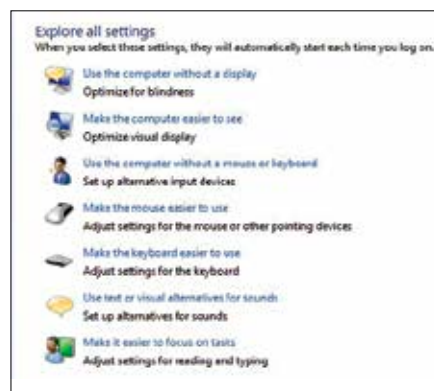 Explore all settings
When you select these settings, they will automatically start each time you log on.
Use the computer without a display
Optimize for blindness
Make the computer easier to see
Optimize visual display
Use the computer without a mouse or keyboard
Set up alternative input devices
Make the mouse easier to use
Adjust settings for the mouse or other pointing devices
Make the keyboard easier to use
Adjust settings for the keyboard
Use text or visual alternatives for sounds
Set up alternatives for sounds
Make it easier to focus on tasks
Adjust settings for reading and typing